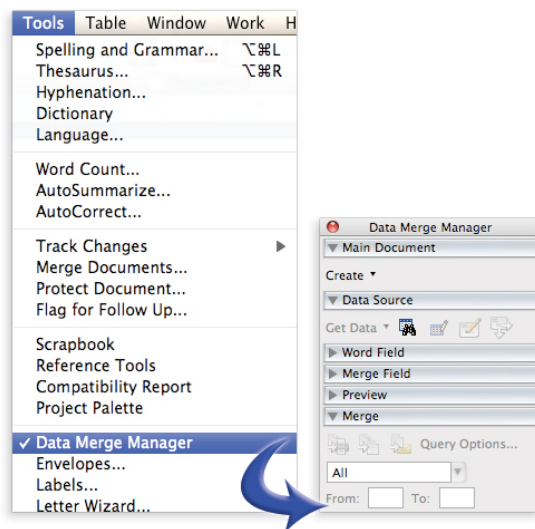 Tools Table Window Work H
Spelling and Grammar... ⌥⌘L
Thesaurus... ⌥⌘R
Hyphenation...
Dictionary
Language...
Word Count...
AutoSummarize...
AutoCorrect...
Track Changes
Merge Documents...
Protect Document...
Flag for Follow Up...
Scrapbook
Reference Tools
Compatibility Report
Project Palette
✓ Data Merge Manager
Envelopes...
Labels...
Letter Wizard...
Data Merge Manager
Main Document
Create
Data Source
Get Data
Word Field
Merge Field
Preview
Merge
Query Options...
All
From: To: